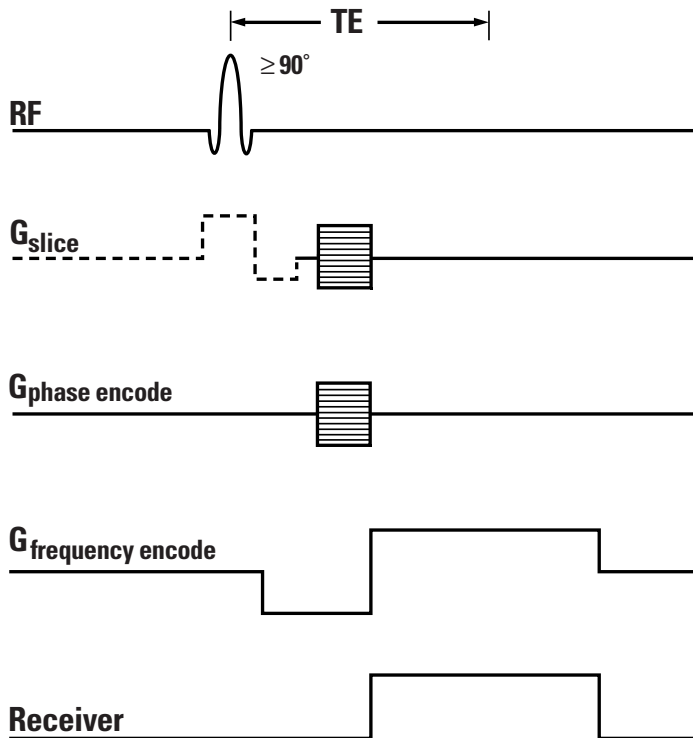 TE
≥ 90°
RF
Gslice
Gphase encode
Gfrequency encode
Receiver